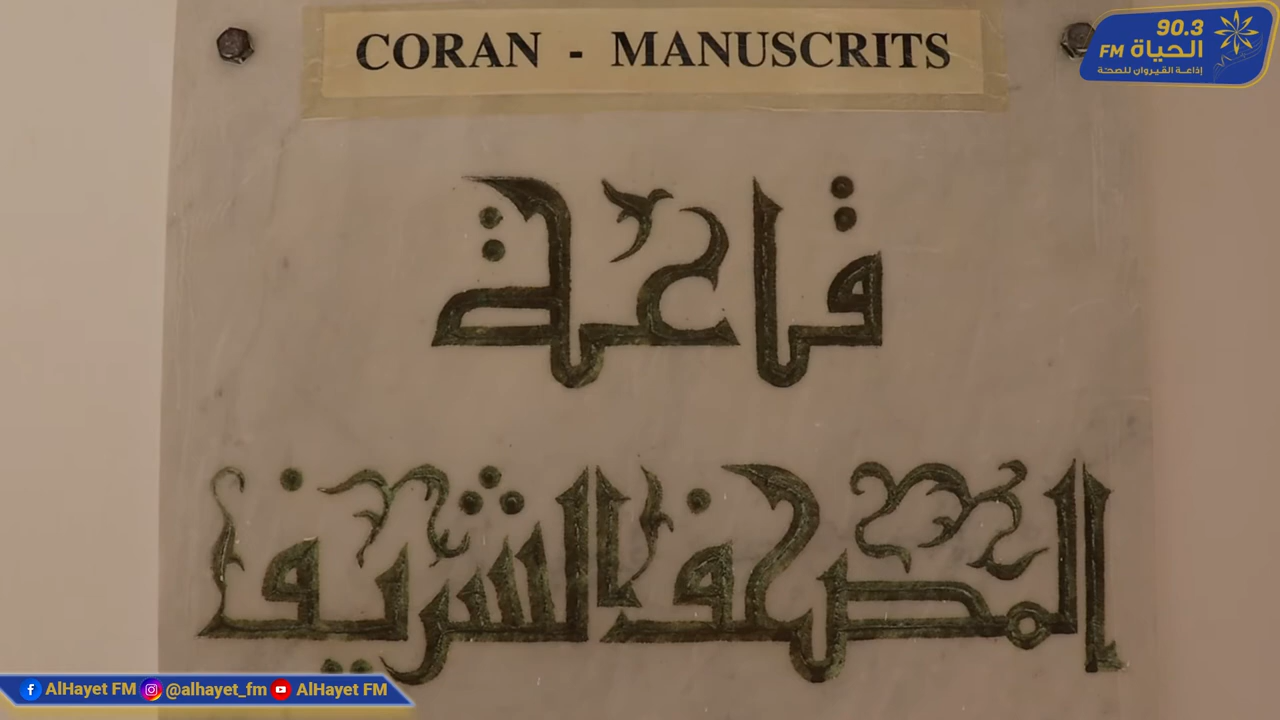 CORAN - MANUSCRITS
90.3
الحياة FM
إذاعة القيروان للصحة
قاعة
المصحف الشريف
AlHayet FM @alhayet_fm AlHayet FM